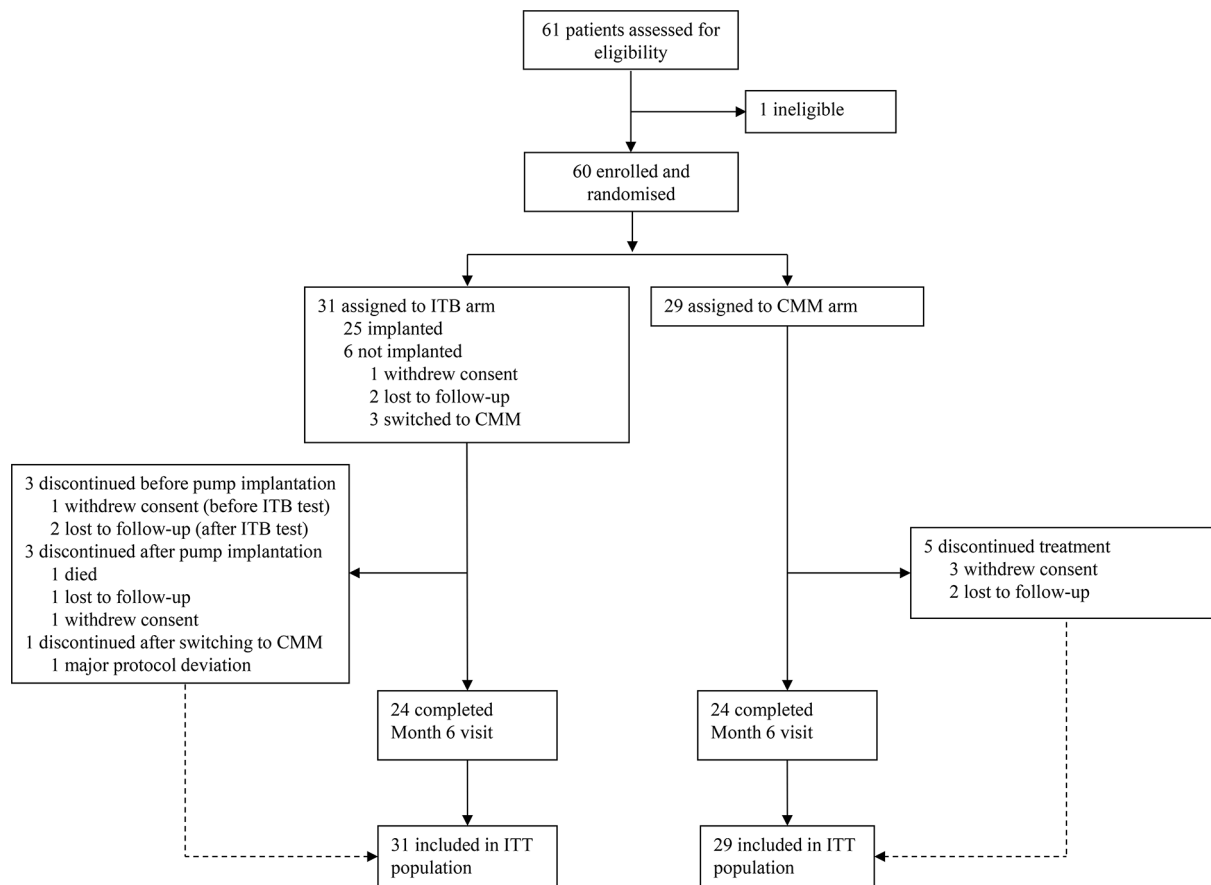 61 patients assessed for
eligibility
1 ineligible
60 enrolled and
randomised
31 assigned to ITB arm
25 implanted
6 not implanted
1 withdrew consent
2 lost to follow-up
3 switched to CMM
29 assigned to CMM arm
3 discontinued before pump implantation
1 withdrew consent (before ITB test)
2 lost to follow-up (after ITB test)
3 discontinued after pump implantation
1 died
1 lost to follow-up
1 withdrew consent
1 discontinued after switching to CMM
1 major protocol deviation
5 discontinued treatment
3 withdrew consent
2 lost to follow-up
24 completed
Month 6 visit
24 completed
Month 6 visit
31 included in ITT
population
29 included in ITT
population